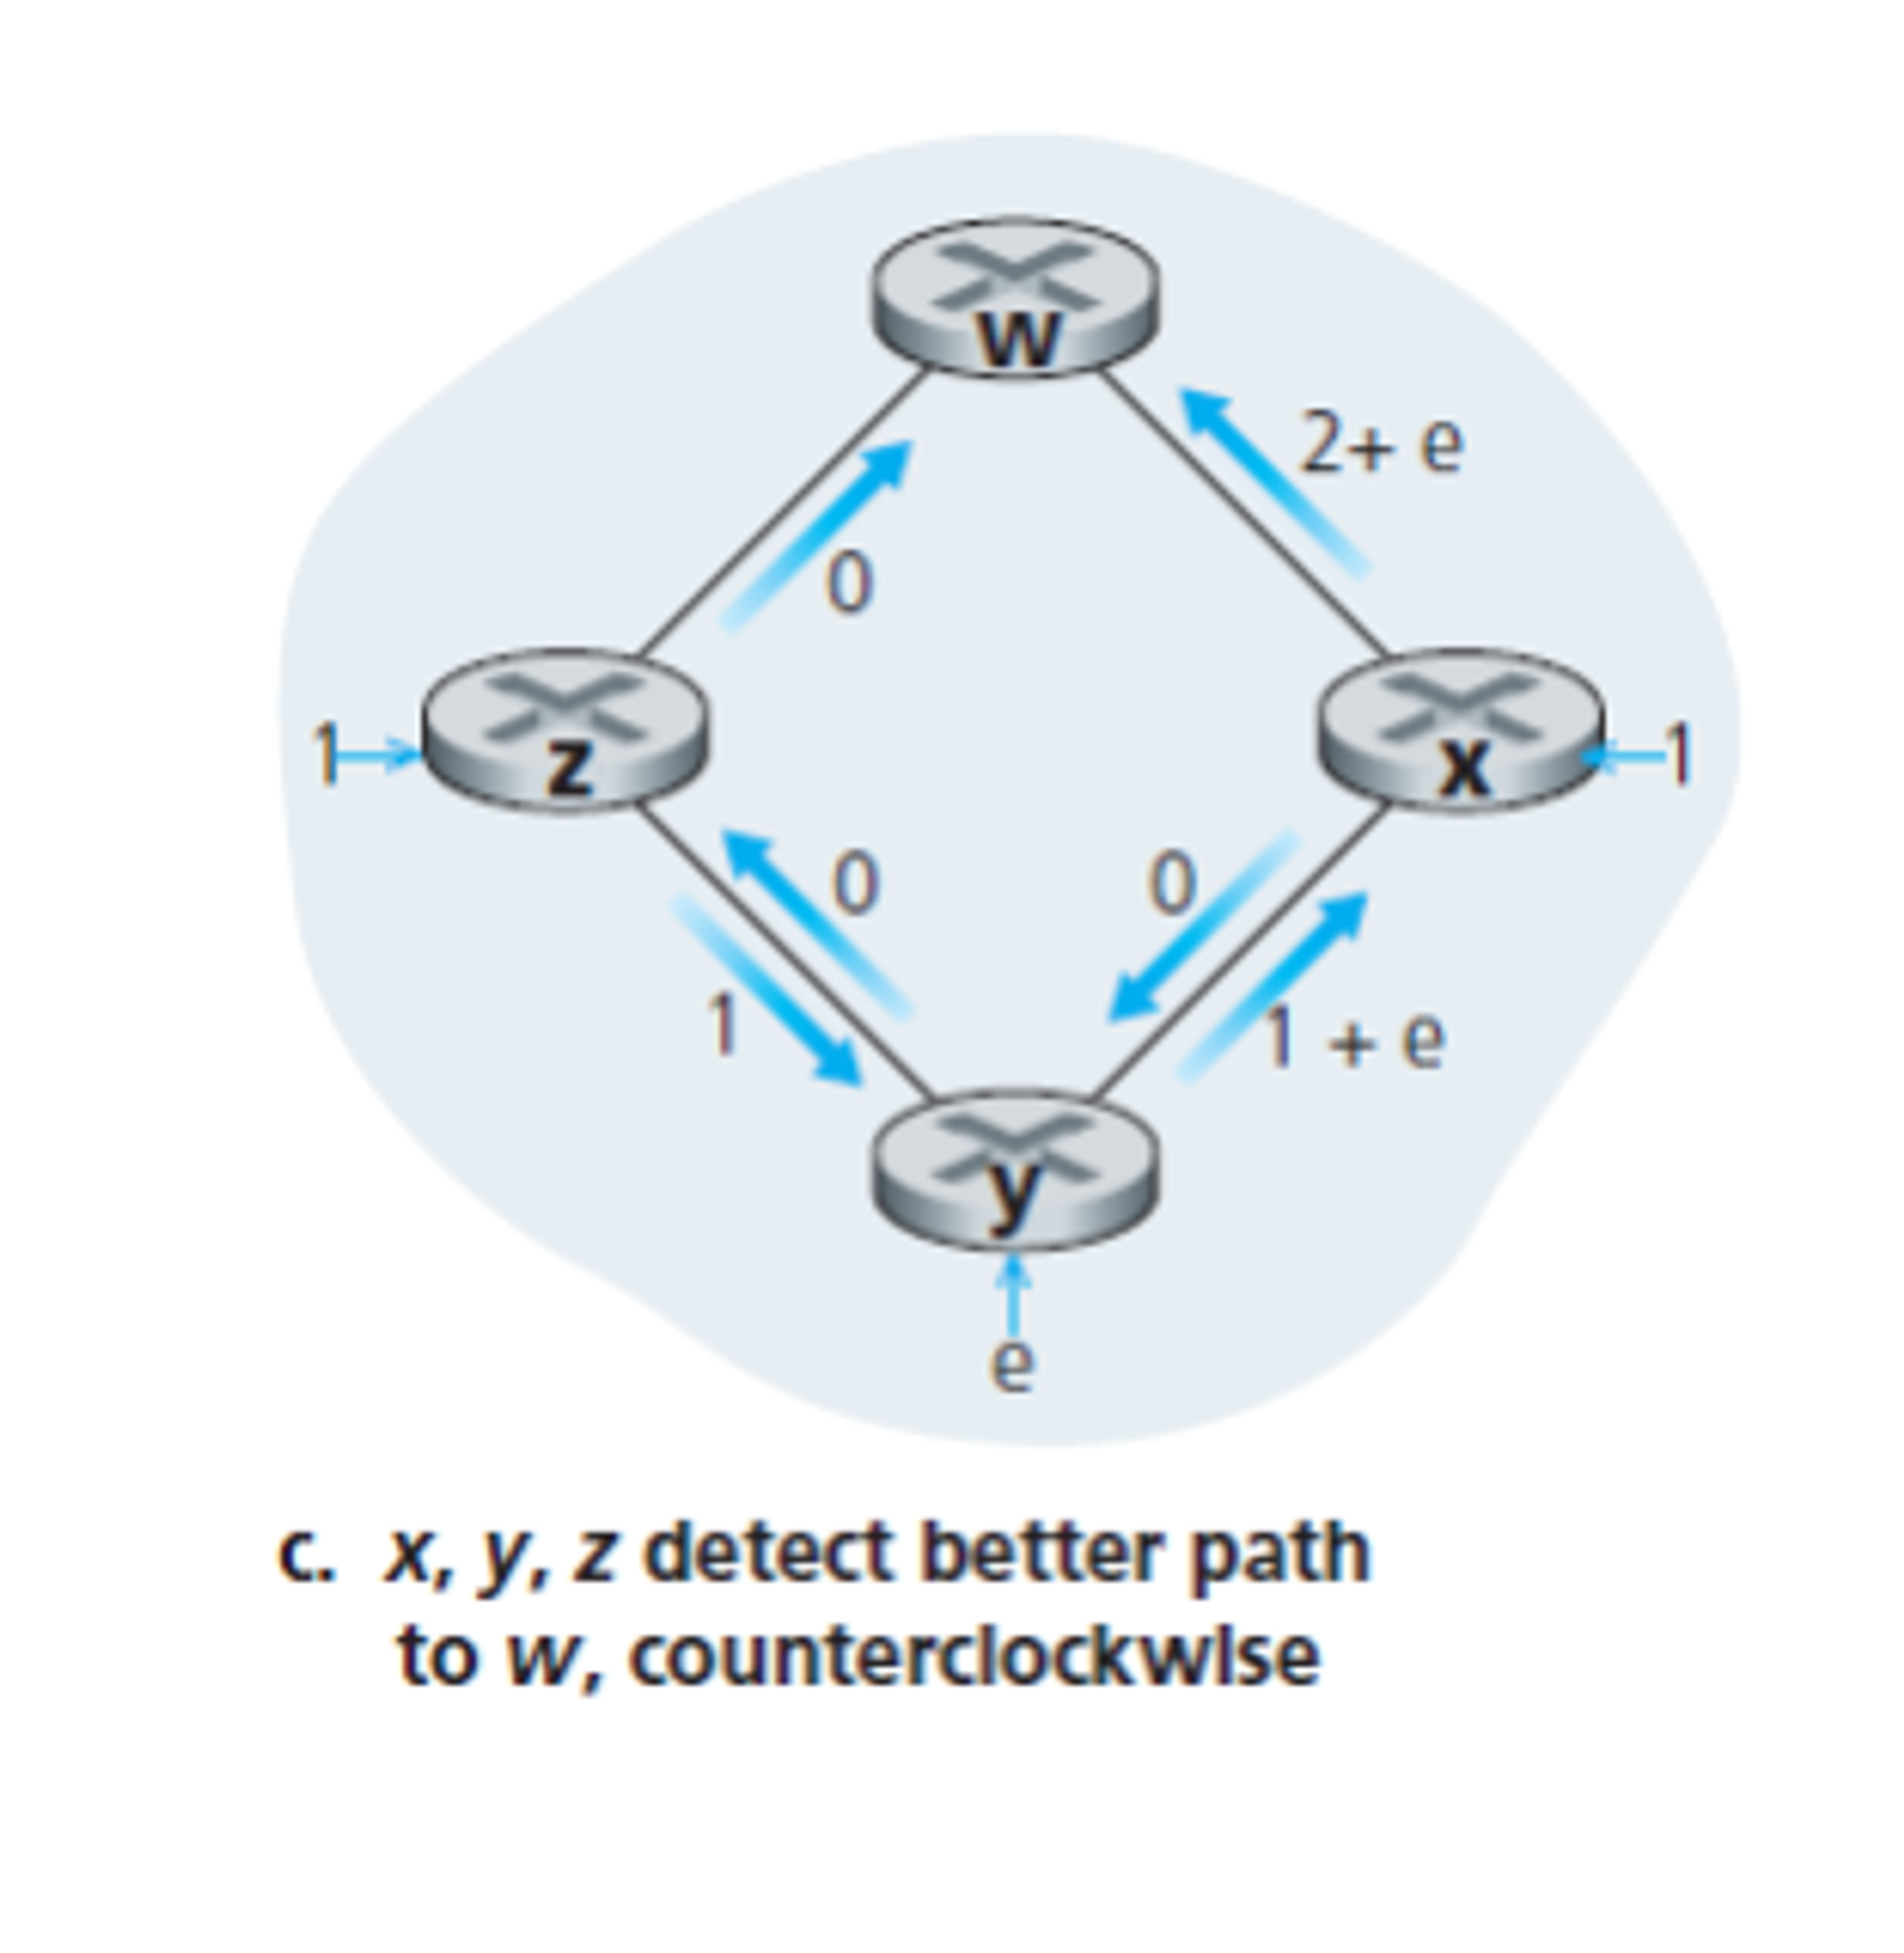 w
2+ e
0
z
x
1
1
0
0
1
1 + e
y
e
c. x, y, z detect better path
to w, counterclockwise